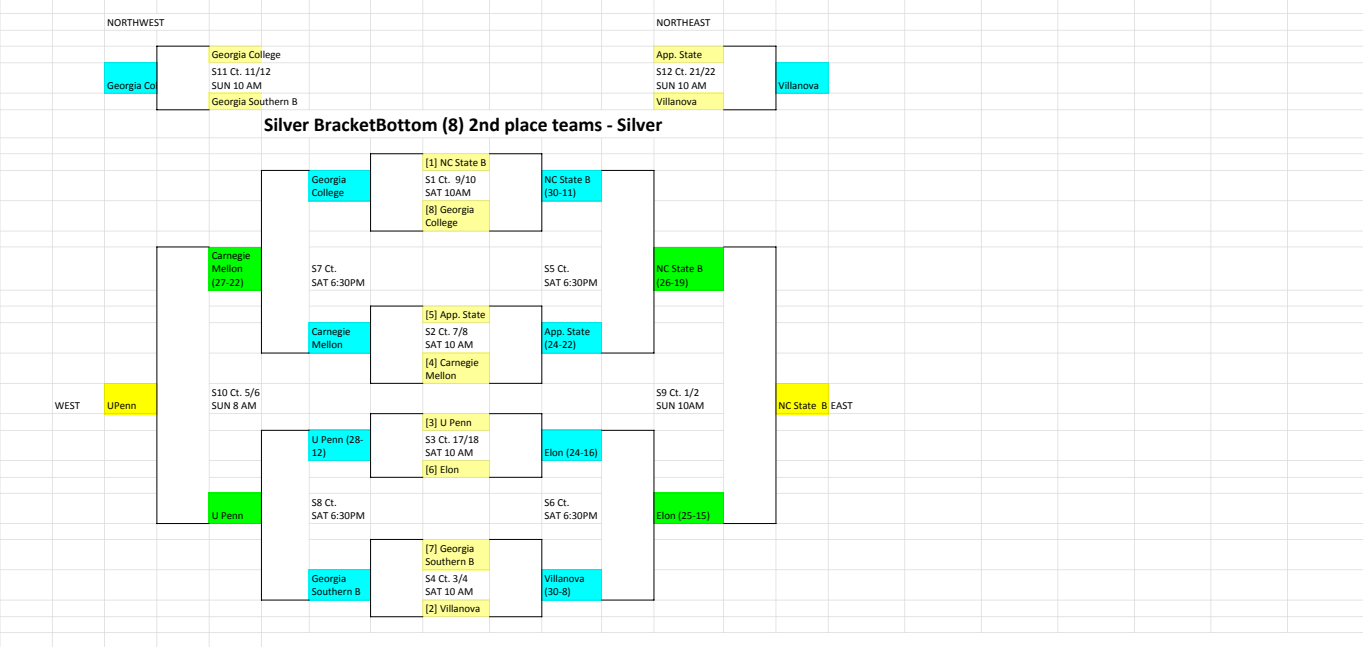 NORTHWEST
NORTHEAST
Georgia College
App. State
S11 Ct. 11/12
SUN 10 AM
S12 Ct. 21/22
SUN 10 AM
Georgia Col
Villanova
Georgia Southern B
Villanova
Silver BracketBottom (8) 2nd place teams - Silver
[1] NC State B
Georgia
College
S1 Ct.  9/10
SAT 10AM
NC State B
(30-11)
[8] Georgia
College
Carnegie
Mellon
(27-22)
S7 Ct.
SAT 6:30PM
S5 Ct.
SAT 6:30PM
NC State B
(26-19)
[5] App. State
Carnegie
Mellon
S2 Ct. 7/8
SAT 10 AM
App. State
(24-22)
[4] Carnegie
Mellon
WEST
UPenn
S10 Ct. 5/6
SUN 8 AM
S9 Ct. 1/2
SUN 10AM
NC State  B
EAST
[3] U Penn
U Penn (28-
12)
S3 Ct. 17/18
SAT 10 AM
Elon (24-16)
[6] Elon
U Penn
S8 Ct.
SAT 6:30PM
S6 Ct.
SAT 6:30PM
Elon (25-15)
[7] Georgia
Southern B
Georgia
Southern B
S4 Ct. 3/4
SAT 10 AM
Villanova
(30-8)
[2] Villanova